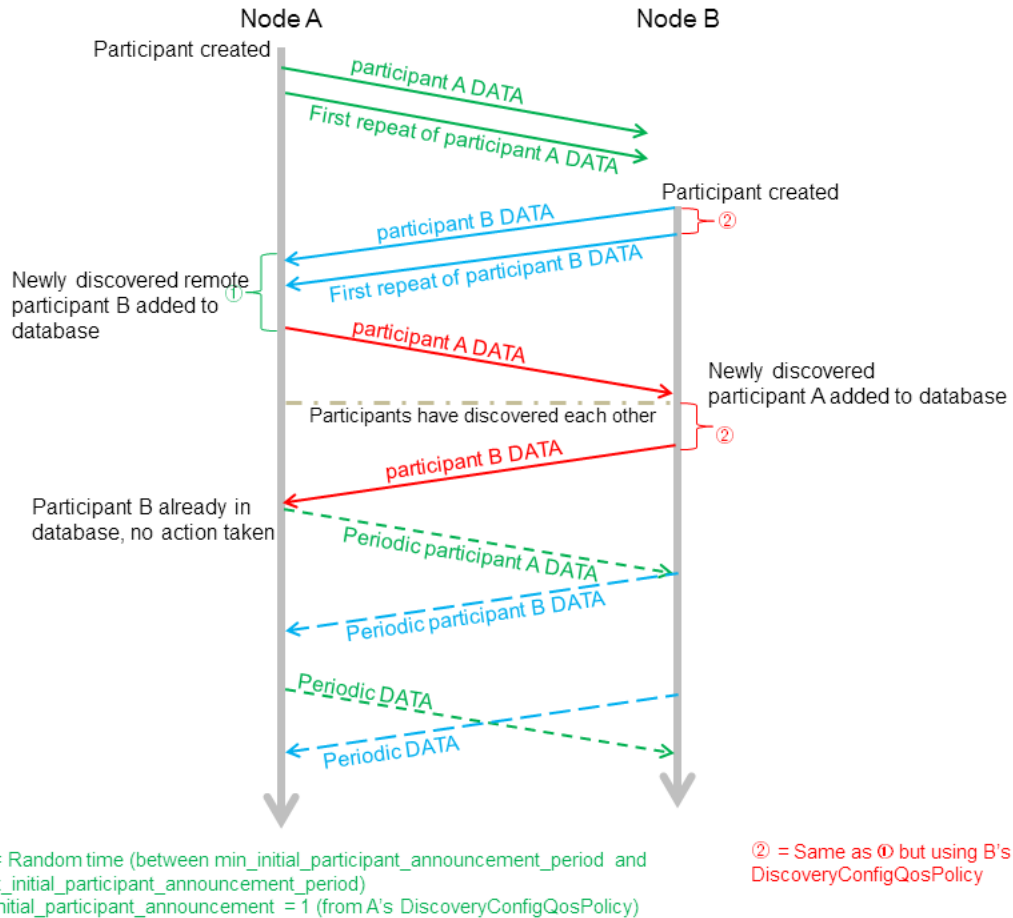 Node A
Node B
Participant created
participant A DATA
First repeat of participant A DATA
Participant created
participant B DATA
②
First repeat of participant B DATA
Newly discovered remote
participant B added to
database
①
participant A DATA
Newly discovered
participant A added to database
Participants have discovered each other
②
participant B DATA
Participant B already in
database, no action taken
Periodic participant A DATA
Periodic participant B DATA
Periodic DATA
Periodic DATA
= Random time (between min_initial_participant_announcement_period and
_initial_participant_announcement_period)
nitial_participant_announcement = 1 (from A's DiscoveryConfigQosPolicy)
② = Same as ① but using B's
DiscoveryConfigQosPolicy